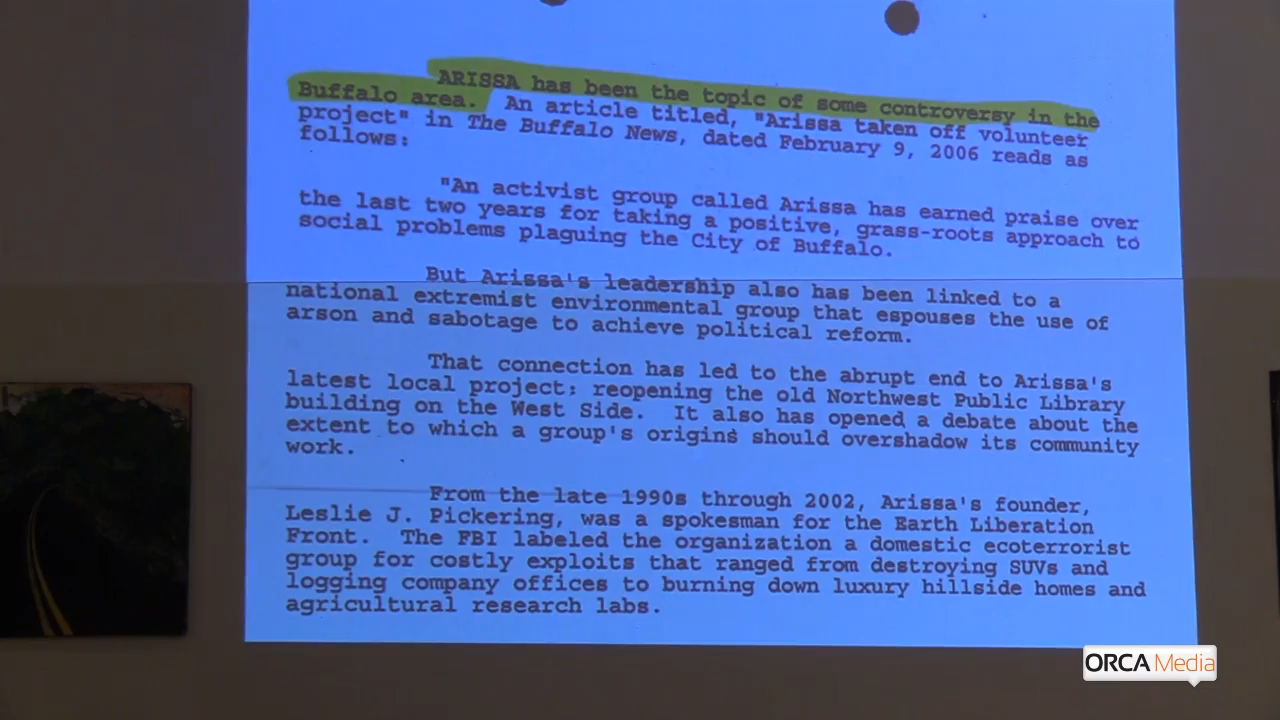 ARISSA has been the topic of some controversy in the
Buffalo area. An article titled, "Arissa taken off volunteer
project" in The Buffalo News, dated February 9, 2006 reads as
follows:
"An activist group called Arissa has earned praise over
the last two years for taking a positive, grass-roots approach to
social problems plaguing the City of Buffalo.
But Arissa's leadership also has been linked to a
national extremist environmental group that espouses the use of
arson and sabotage to achieve political reform.
That connection has led to the abrupt end to Arissa's
latest local project; reopening the old Northwest Public Library
building on the West Side. It also has opened a debate about the
extent to which a group's origins should overshadow its community
work.
From the late 1990s through 2002, Arissa's founder,
Leslie J. Pickering, was a spokesman for the Earth Liberation
Front. The FBI labeled the organization a domestic ecoterrorist
group for costly exploits that ranged from destroying SUVs and
logging company offices to burning down luxury hillside homes and
agricultural research labs.
ORCA Media